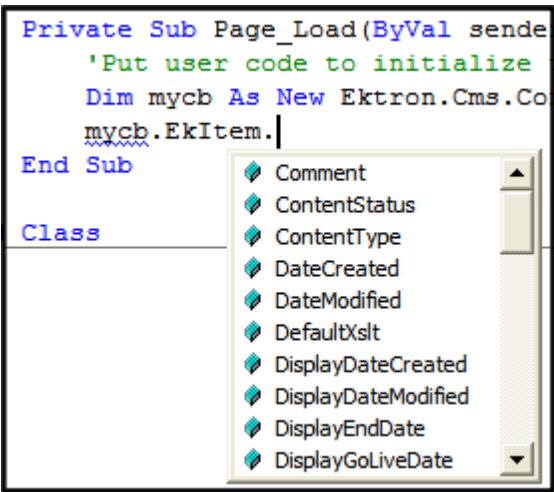 Private Sub Page_Load(ByVal sende
'Put user code to initialize
Dim mycb As New Ektron.Cms.Co
mycb.EkItem.
End Sub
Class
Comment
ContentStatus
ContentType
DateCreated
DateModified
DefaultXslt
DisplayDateCreated
DisplayDateModified
DisplayEndDate
DisplayGoLiveDate